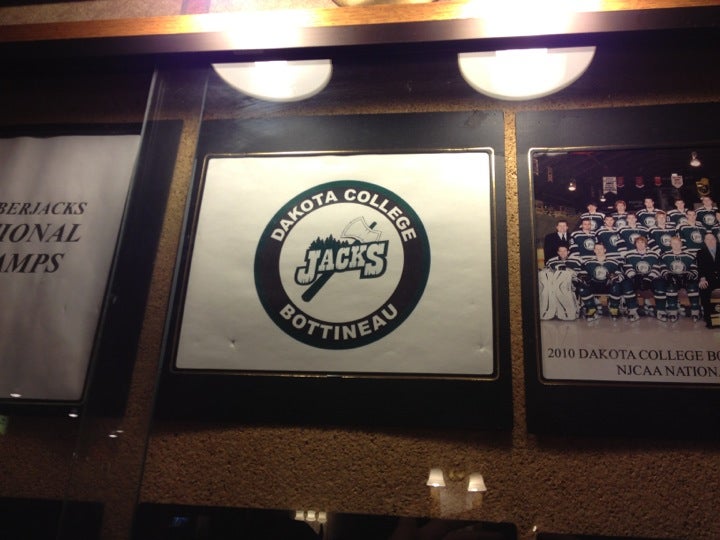 BERJACKS
IONAL
AMPS
DAKOTA COLLEGE
JACKS
BOTTINEAU
2010 DAKOTA COLLEGE BO
NJCAA NATION